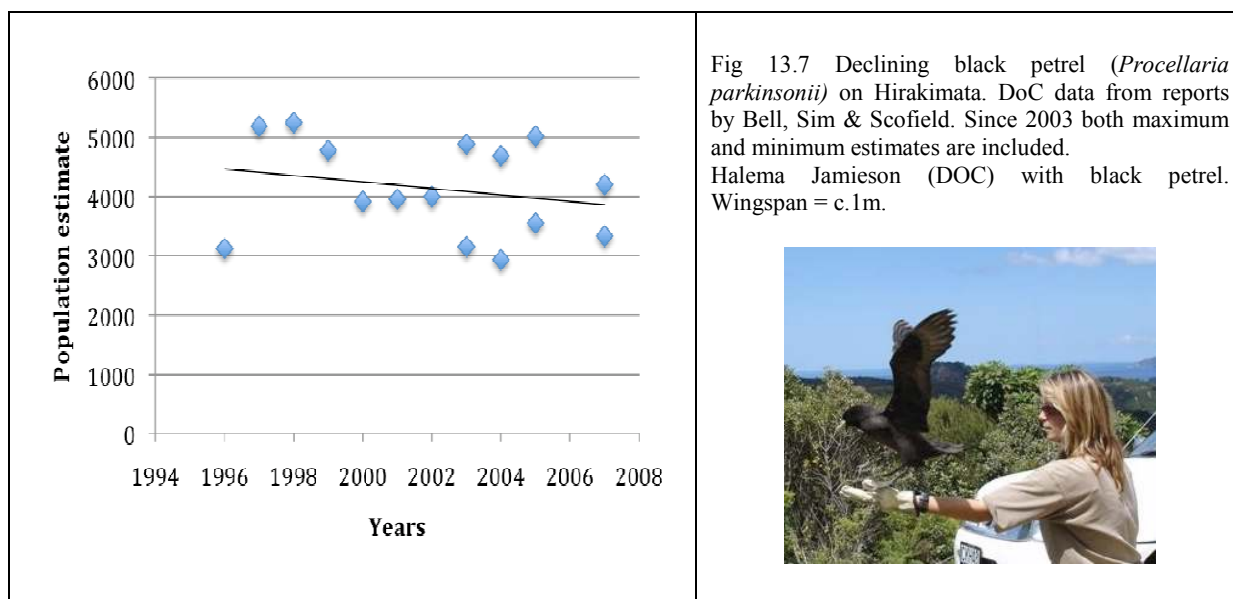 Population estimate
6000
5000
4000
3000
2000
1000
0
1994 1996 1998 2000 2002 2004 2006 2008
Years
Fig 13.7 Declining black petrel (Procellaria
parkinsonii) on Hirakimata. DoC data from reports
by Bell, Sim & Scofield. Since 2003 both maximum
and minimum estimates are included.
Halema Jamieson (DOC) with black petrel.
Wingspan = c.1m.